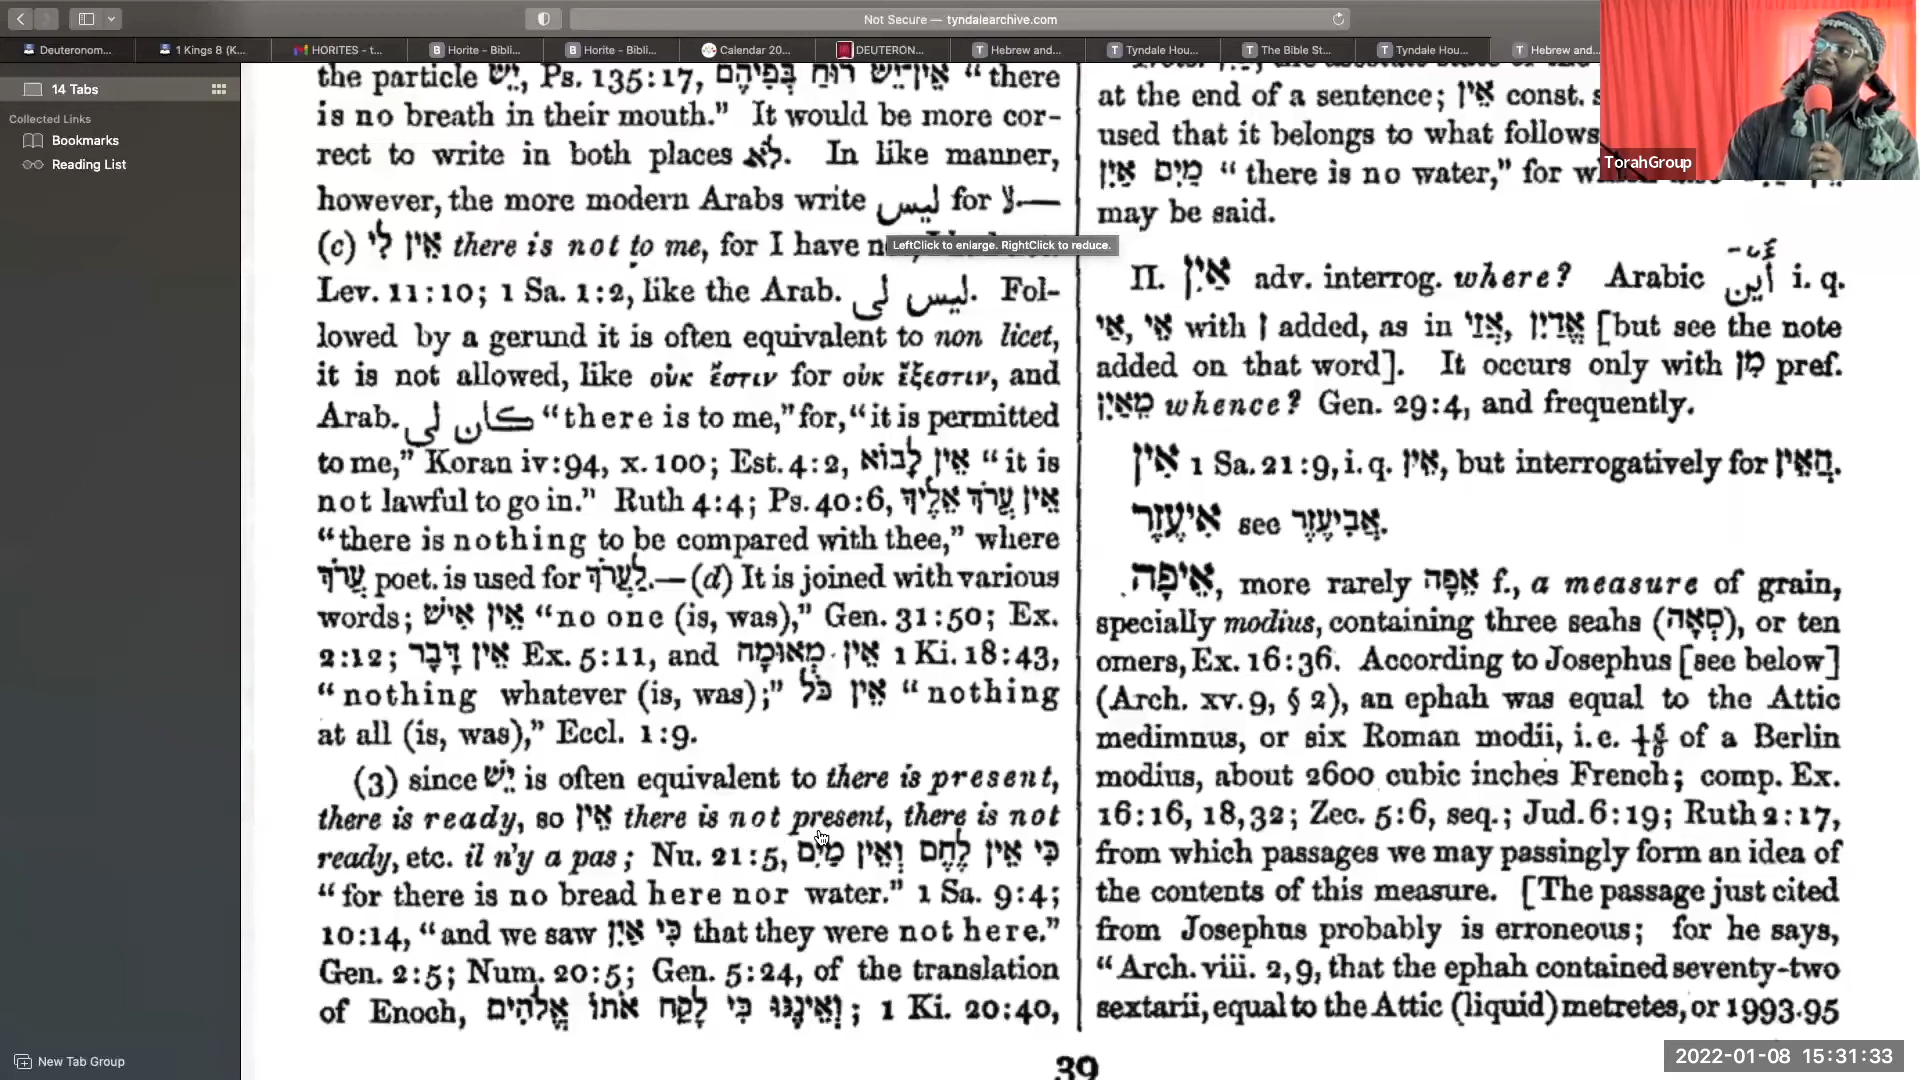 Not Secure — tyndalearchive.com
Deuteronom...
1 Kings 8 (K...
HORITES - t...
Horite – Bibli...
Horite – Bibli...
Calendar 20...
DEUTERON...
Hebrew and...
Tyndale Hou...
The Bible St...
Tyndale Hou...
Hebrew and...
14 Tabs
Collected Links
Bookmarks
Reading List
New Tab Group
the particle יֵשׁ, Ps. 135:17, אֵין־יֶשׁ רוּחַ בְּפִיהֶם “there
is no breath in their mouth.” It would be more cor-
rect to write in both places לֹא. In like manner,
however, the more modern Arabs write ليس for لا—
(c) אֵין לִי there is not to me, for I have n
Lev. 11:10; 1 Sa. 1:2, like the Arab. ليس لى. Fol-
lowed by a gerund it is often equivalent to non licet,
it is not allowed, like οὐκ ἔστιν for οὐκ ἔξεστιν, and
Arab. كان لى “there is to me,” for, “it is permitted
to me,” Koran iv:94, x. 100; Est. 4:2, אֵין לָבוֹא “it is
not lawful to go in.” Ruth 4:4; Ps. 40:6, אֵין עֲרֹךְ אֵלֶיךָ
“there is nothing to be compared with thee,” where
עֲרֹךְ poet. is used for לַעֲרֹךְ.—(d) It is joined with various
words; אֵין אִישׁ “no one (is, was),” Gen. 31:50; Ex.
2:12; אֵין דָּבָר Ex. 5:11, and אֵין מְאוּמָה 1 Ki. 18:43,
“nothing whatever (is, was);” אֵין כֹּל “nothing
at all (is, was),” Eccl. 1:9.
(3) since יֵשׁ is often equivalent to there is present,
there is ready, so אֵין there is not present, there is not
ready, etc. il n’y a pas; Nu. 21:5, כִּי אֵין לֶחֶם וְאֵין מַיִם
“for there is no bread here nor water.” 1 Sa. 9:4;
10:14, “and we saw כִּי אַיִן that they were not here.”
Gen. 2:5; Num. 20:5; Gen. 5:24, of the translation
of Enoch, וְאֵינֶנּוּ כִּי לָקַח אֹתוֹ אֱלֹהִים; 1 Ki. 20:40,
LeftClick to enlarge. RightClick to reduce.
at the end of a sentence; אֵין const. s
used that it belongs to what follows
מַיִם אַיִן “there is no water,” for w
may be said.
II. אַיִן adv. interrog. where? Arabic أَيْنَ i. q.
אֵי, אַי with ן added, as in אֲזַי, אֱדַיִן [but see the note
added on that word]. It occurs only with מִן pref.
מֵאַיִן whence? Gen. 29:4, and frequently.
אִין 1 Sa. 21:9, i. q. אֵין, but interrogatively for הַאֵין.
אִיעֶזֶר see אֲבִיעֶזֶר.
אֵיפָה, more rarely אֵפָה f., a measure of grain,
specially modius, containing three seahs (סְאָה), or ten
omers, Ex. 16:36. According to Josephus [see below]
(Arch. xv. 9, § 2), an ephah was equal to the Attic
medimnus, or six Roman modii, i. e. of a Berlin
modius, about 2600 cubic inches French; comp. Ex.
16:16, 18, 32; Zec. 5:6, seq.; Jud. 6:19; Ruth 2:17,
from which passages we may passingly form an idea of
the contents of this measure. [The passage just cited
from Josephus probably is erroneous; for he says,
“Arch. viii. 2, 9, that the ephah contained seventy-two
sextarii, equal to the Attic (liquid) metretes, or 1993·95
39
TorahGroup
2022-01-08 15:31:33